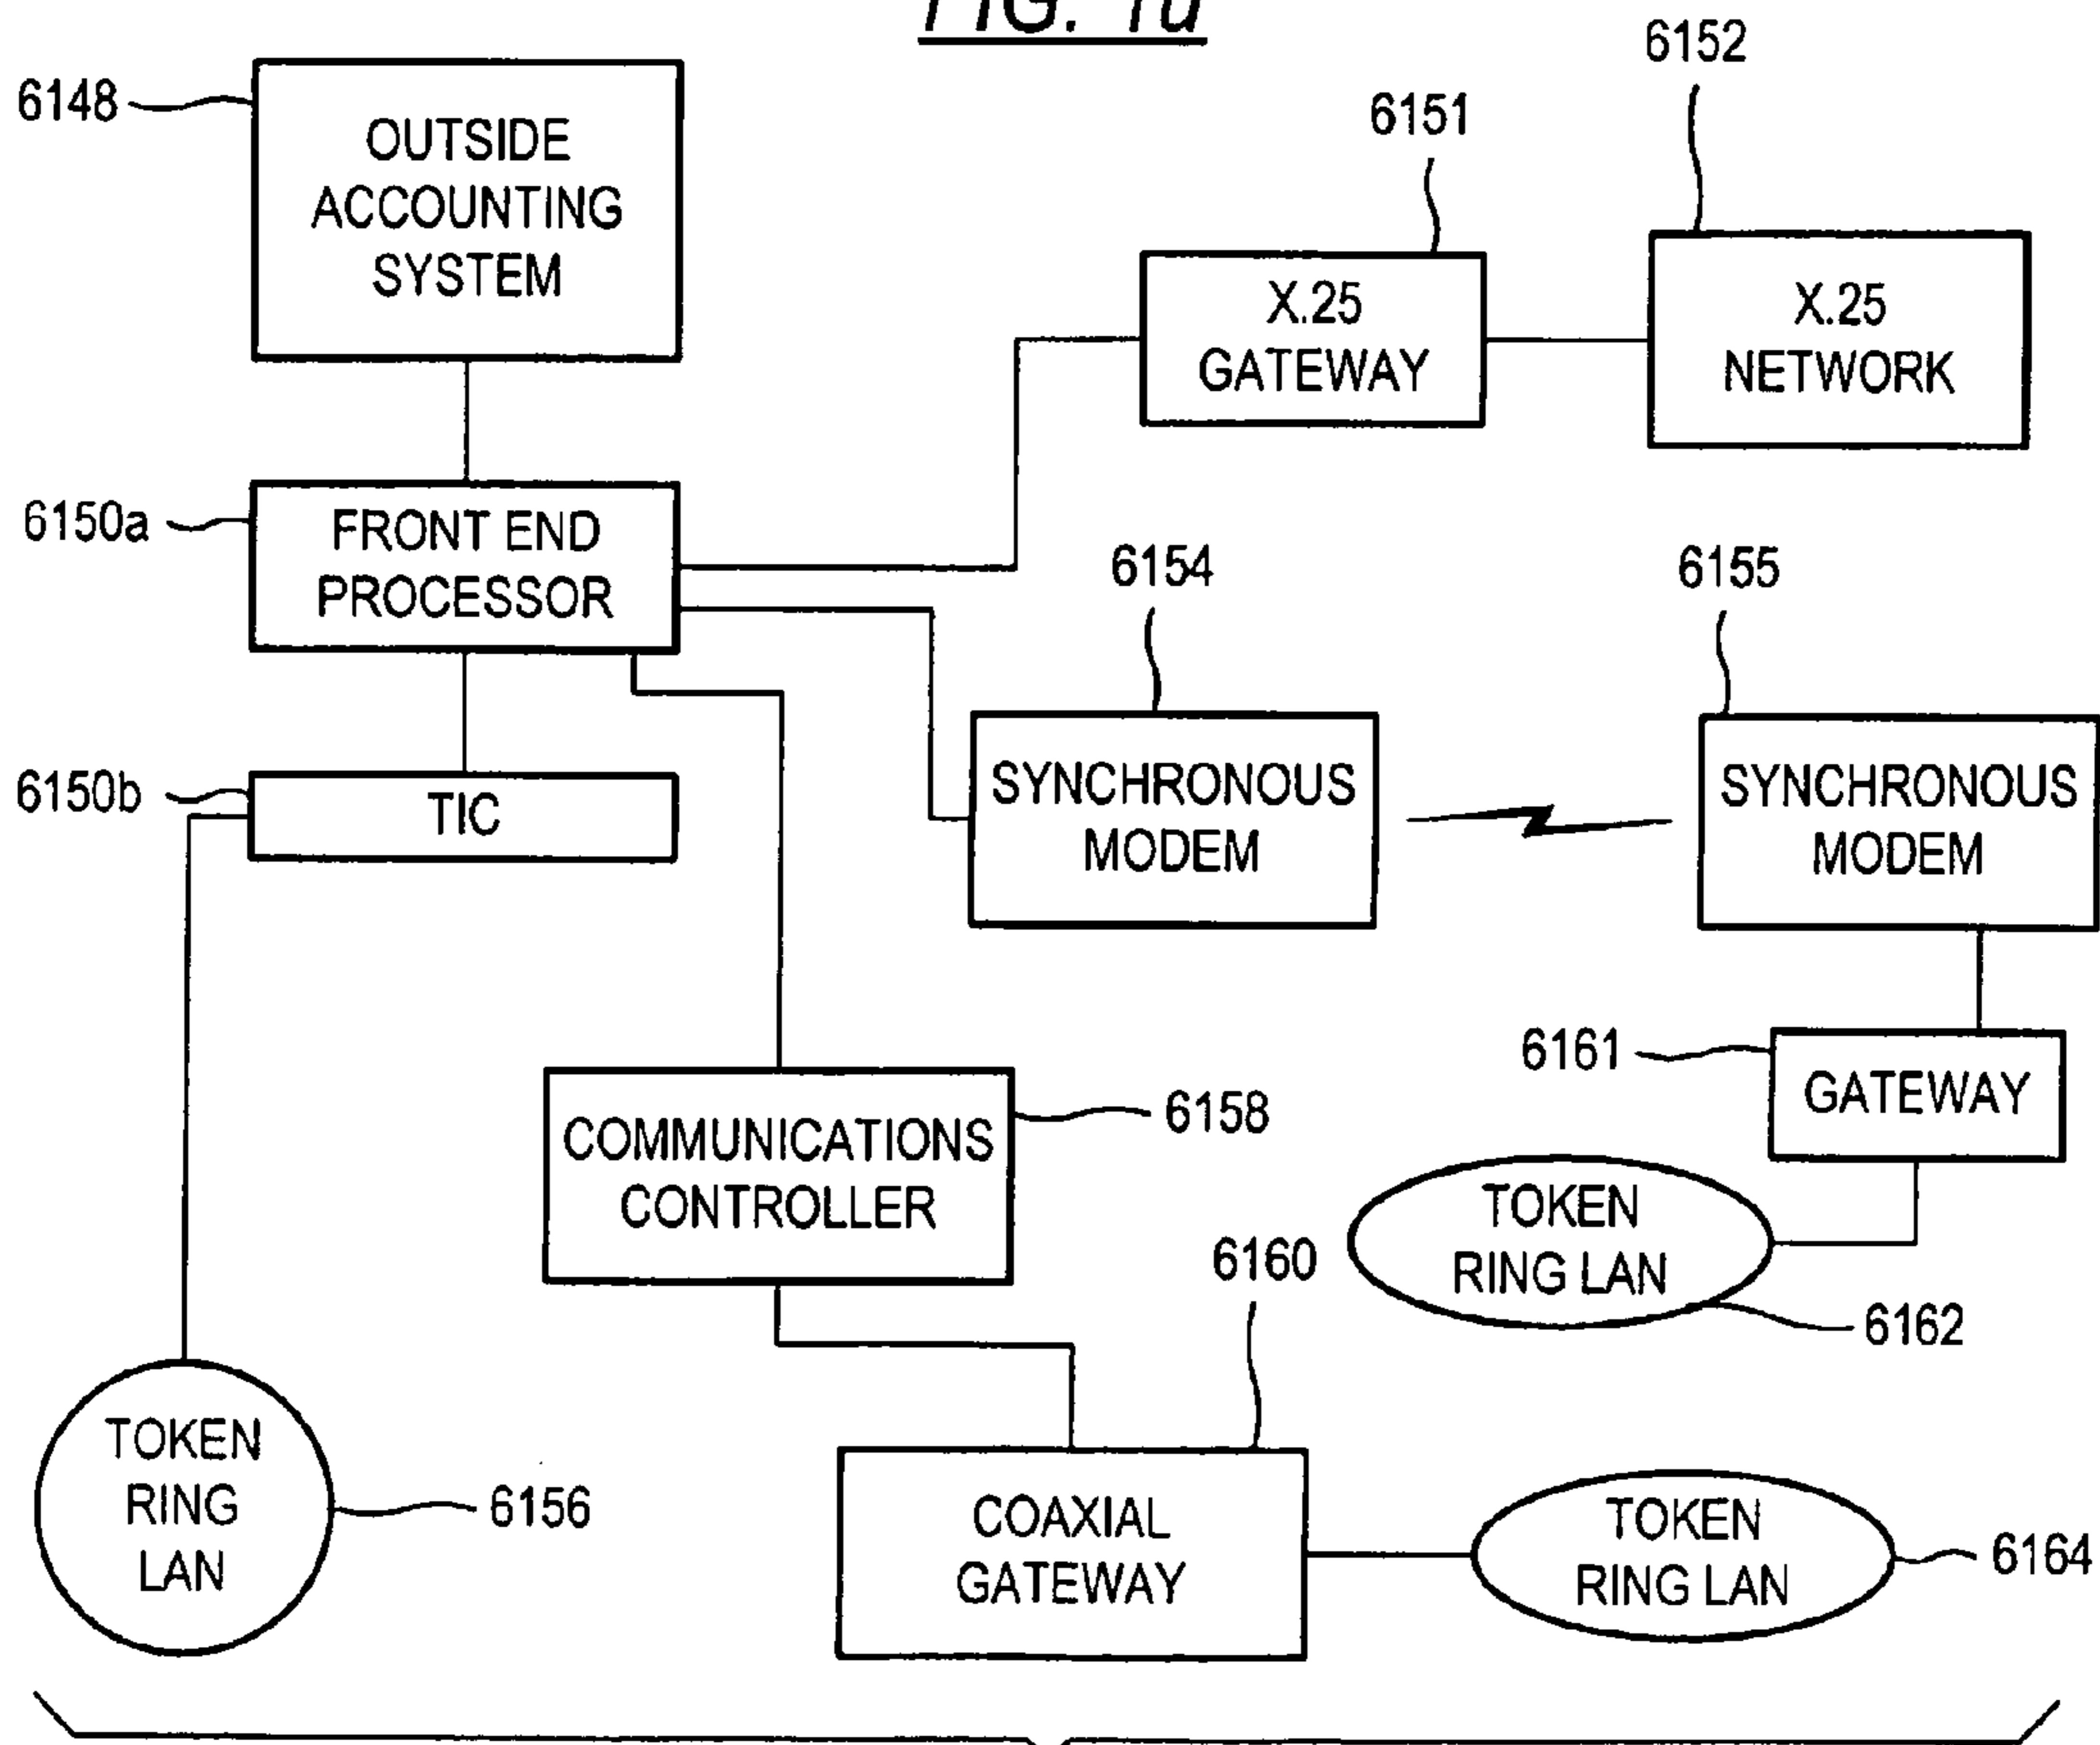 FIG. 1a
6148
OUTSIDE
ACCOUNTING
SYSTEM
6151
6152
X.25
GATEWAY
X.25
NETWORK
6150a
FRONT END
PROCESSOR
6154
6155
6150b
TIC
SYNCHRONOUS
MODEM
SYNCHRONOUS
MODEM
6161
GATEWAY
COMMUNICATIONS
CONTROLLER
6158
6160
TOKEN
RING LAN
6162
TOKEN
RING
LAN
6156
COAXIAL
GATEWAY
TOKEN
RING LAN
6164